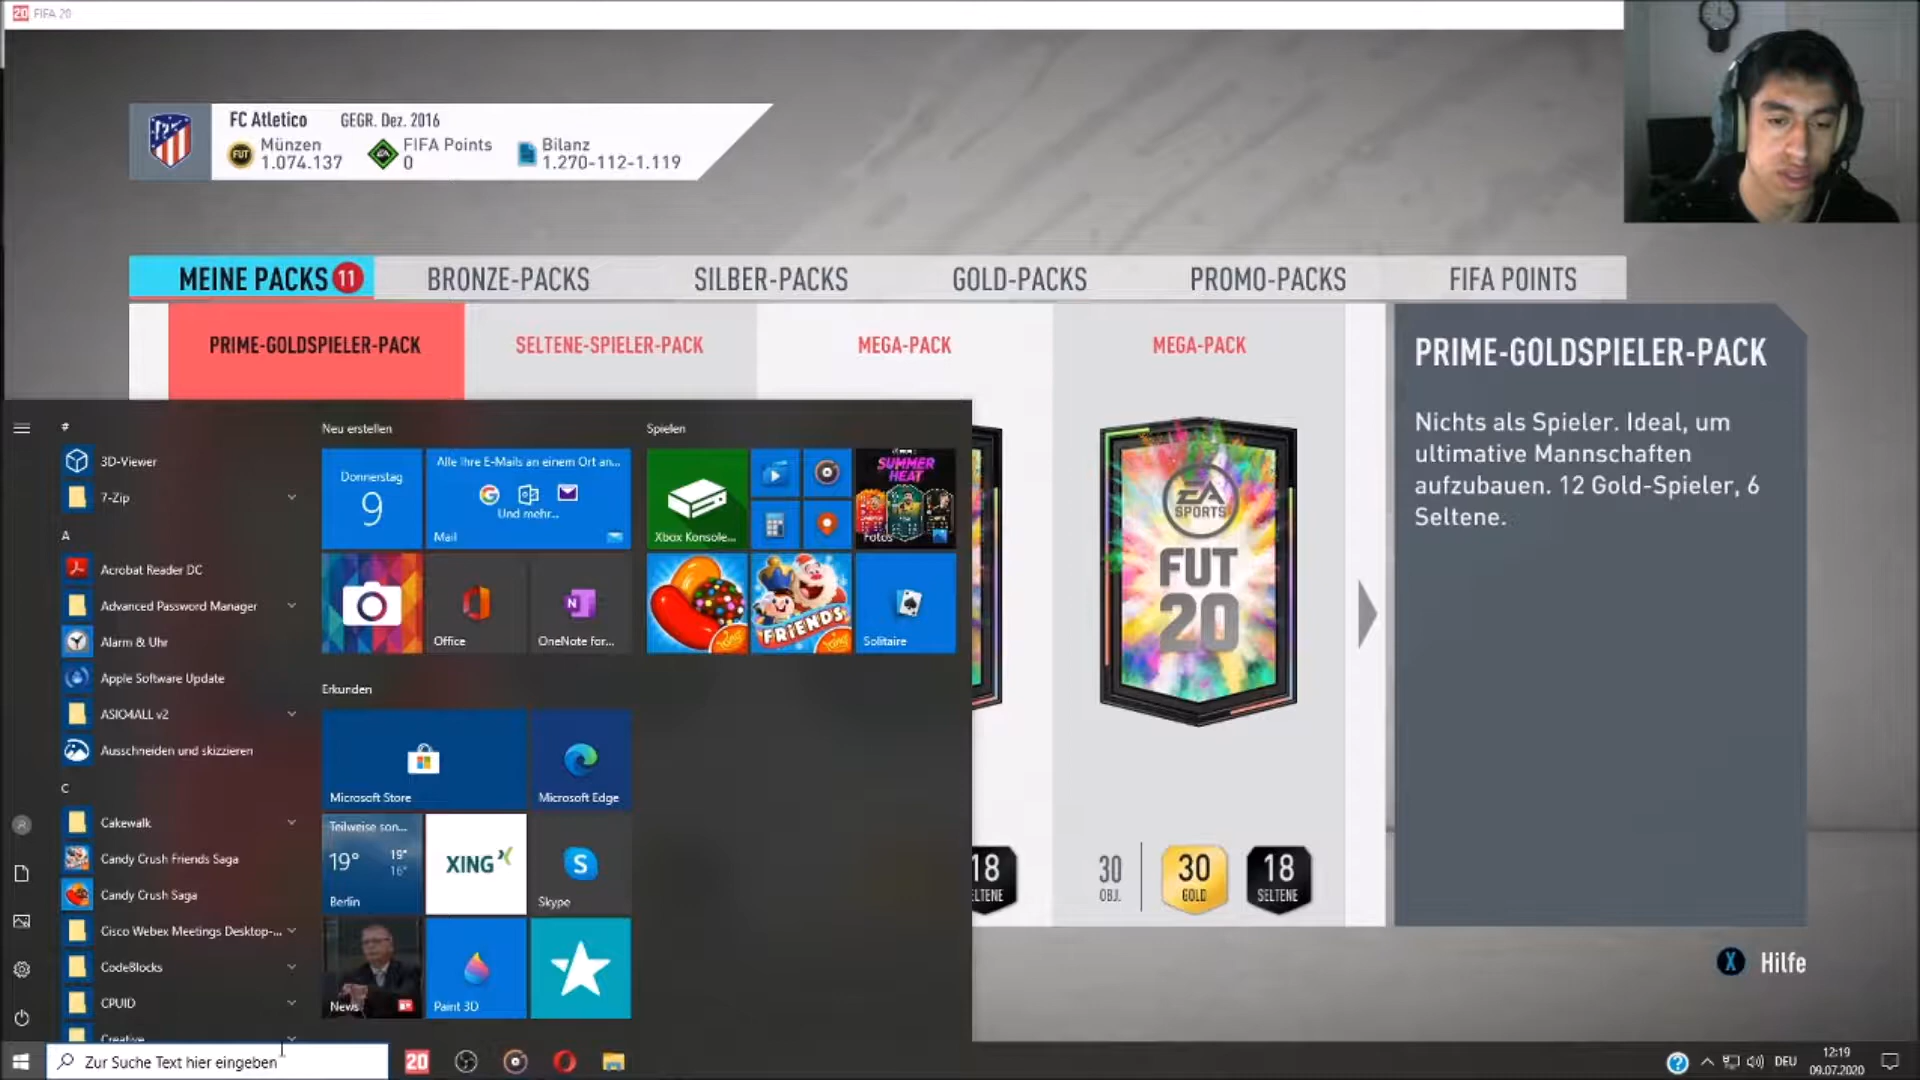 20 FIFA 20
FC Atletico GEGR. Dez. 2016
Münzen
1.074.137
FIFA Points
0
Bilanz
1.270-112-1.119
MEINE PACKS 11
BRONZE-PACKS
SILBER-PACKS
GOLD-PACKS
PROMO-PACKS
FIFA POINTS
PRIME-GOLDSPIELER-PACK
SELTENE-SPIELER-PACK
MEGA-PACK
MEGA-PACK
PRIME-GOLDSPIELER-PACK
Nichts als Spieler. Ideal, um
ultimative Mannschaften
aufzubauen. 12 Gold-Spieler, 6
Seltene.
EA
SPORTS
FUT
20
18
LTENE
30
OBJ.
30
GOLD
18
SELTENE
X Hilfe
#
3D-Viewer
7-Zip
A
Acrobat Reader DC
Advanced Password Manager
Alarm & Uhr
Apple Software Update
ASIO4ALL v2
Ausschneiden und skizzieren
C
Cakewalk
Candy Crush Friends Saga
Candy Crush Saga
Cisco Webex Meetings Desktop-...
CodeBlocks
CPUID
Creative
Neu erstellen
Donnerstag
9
Alle Ihre E-Mails an einem Ort an...
Und mehr...
Mail
Office
OneNote for...
Spielen
Xbox Konsole...
SUMMER
HEAT
Fotos
FRIENDS
King
Solitaire
Erkunden
Microsoft Store
Microsoft Edge
Teilweise son...
19° 19°
16°
Berlin
XING
Skype
News
Paint 3D
Zur Suche Text hier eingeben
20
DEU
12:19
09.07.2020